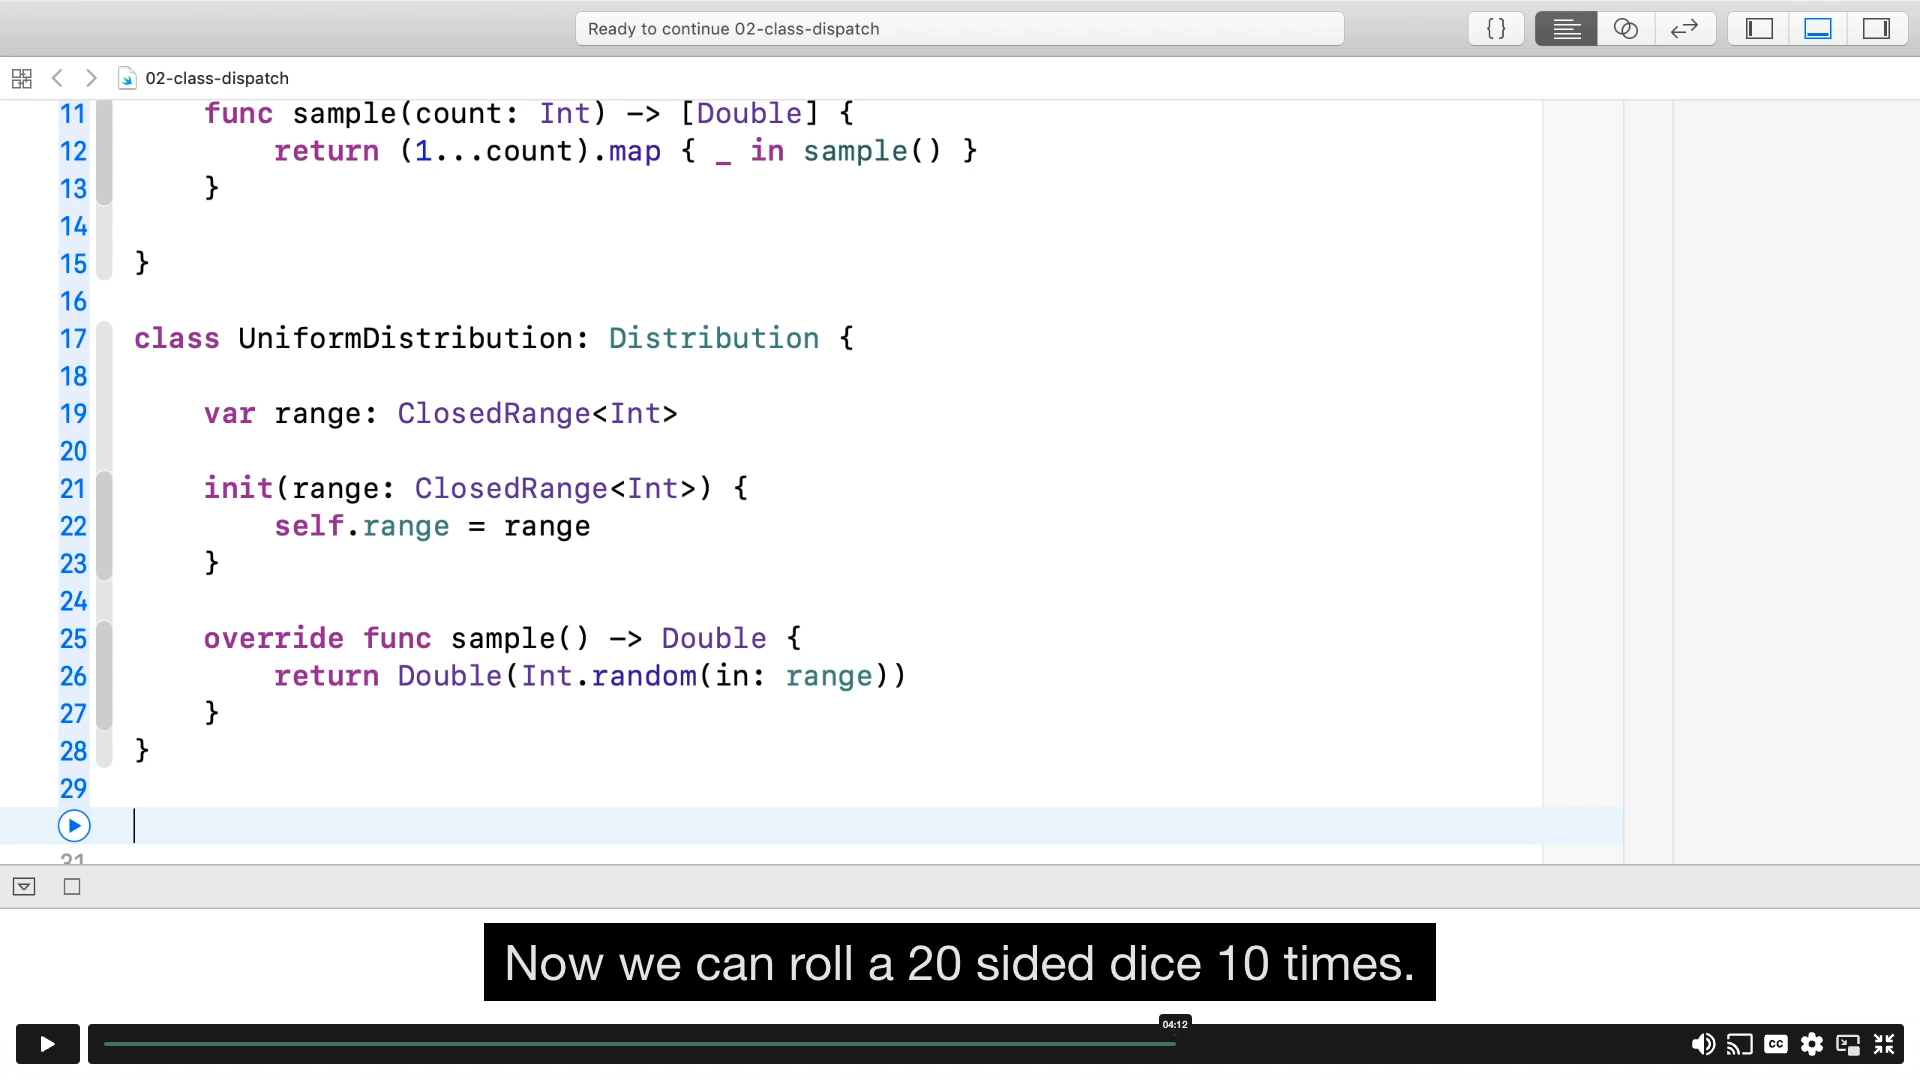 Ready to continue 02-class-dispatch
{}
02-class-dispatch
11 func sample(count: Int) -> [Double] {
12 return (1...count).map { _ in sample() }
13 }
14
15 }
16
17 class UniformDistribution: Distribution {
18
19 var range: ClosedRange<Int>
20
21 init(range: ClosedRange<Int>) {
22 self.range = range
23 }
24
25 override func sample() -> Double {
26 return Double(Int.random(in: range))
27 }
28 }
29
31
Now we can roll a 20 sided dice 10 times.
04:12
CC